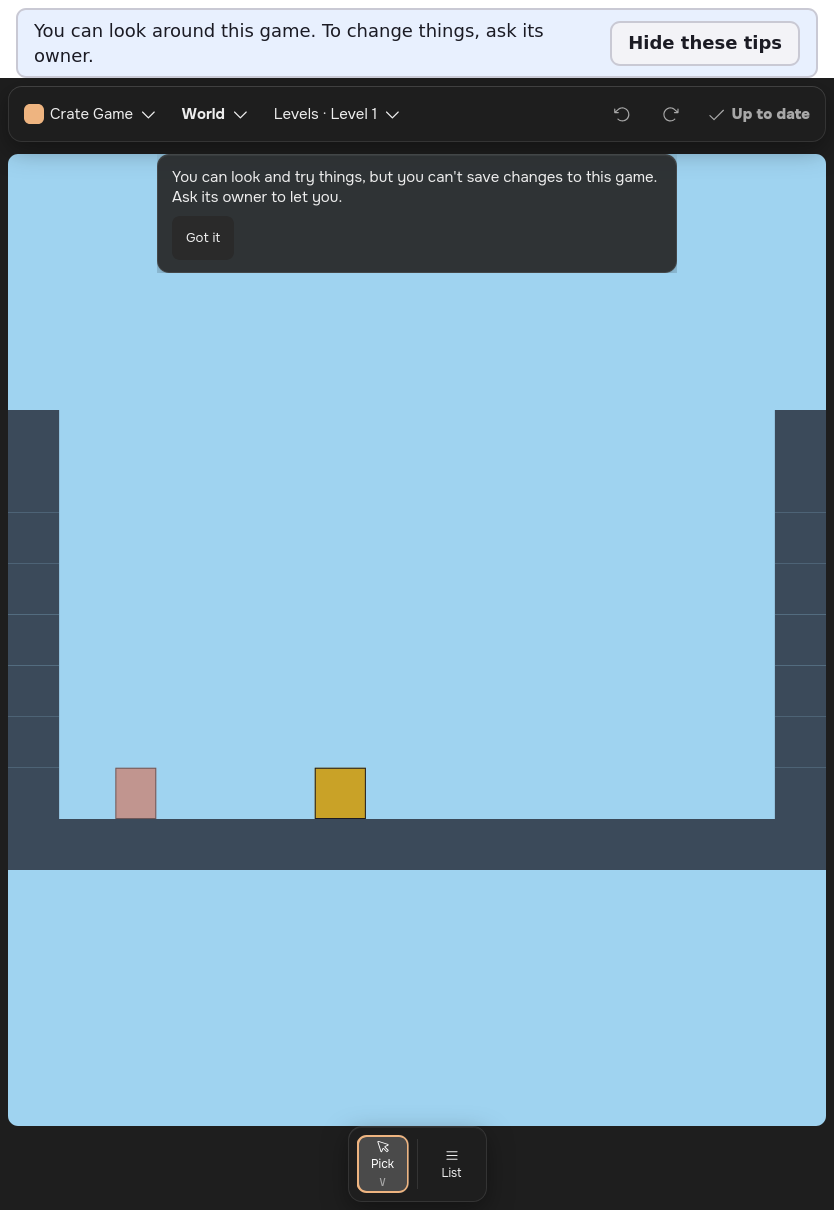 You can look around this game. To change things, ask its
owner.
Hide these tips
Crate Game
World
Levels · Level 1
Up to date
You can look and try things, but you can't save changes to this game.
Ask its owner to let you.
Got it
Pick
V
List